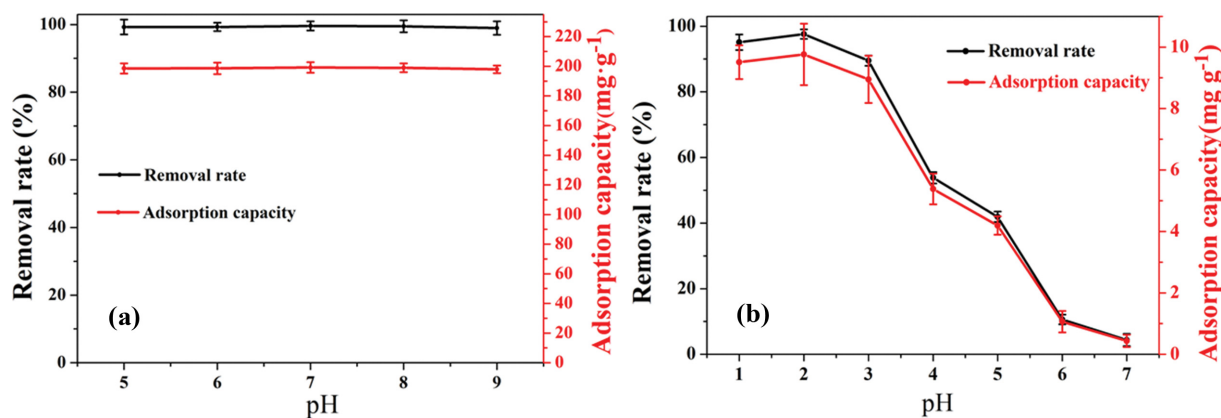 Removal rate (%)
100
80
60
40
20
0
Removal rate
Adsorption capacity
(a)
5 6 7 8 9
pH
220
200
180
160
140
120
100
80
60
40
20
0
Adsorption capacity(mg·g-1)
Removal rate (%)
100
80
60
40
20
0
Removal rate
Adsorption capacity
(b)
1 2 3 4 5 6 7
pH
10
8
6
4
2
0
Adsorption capacity(mg g-1)